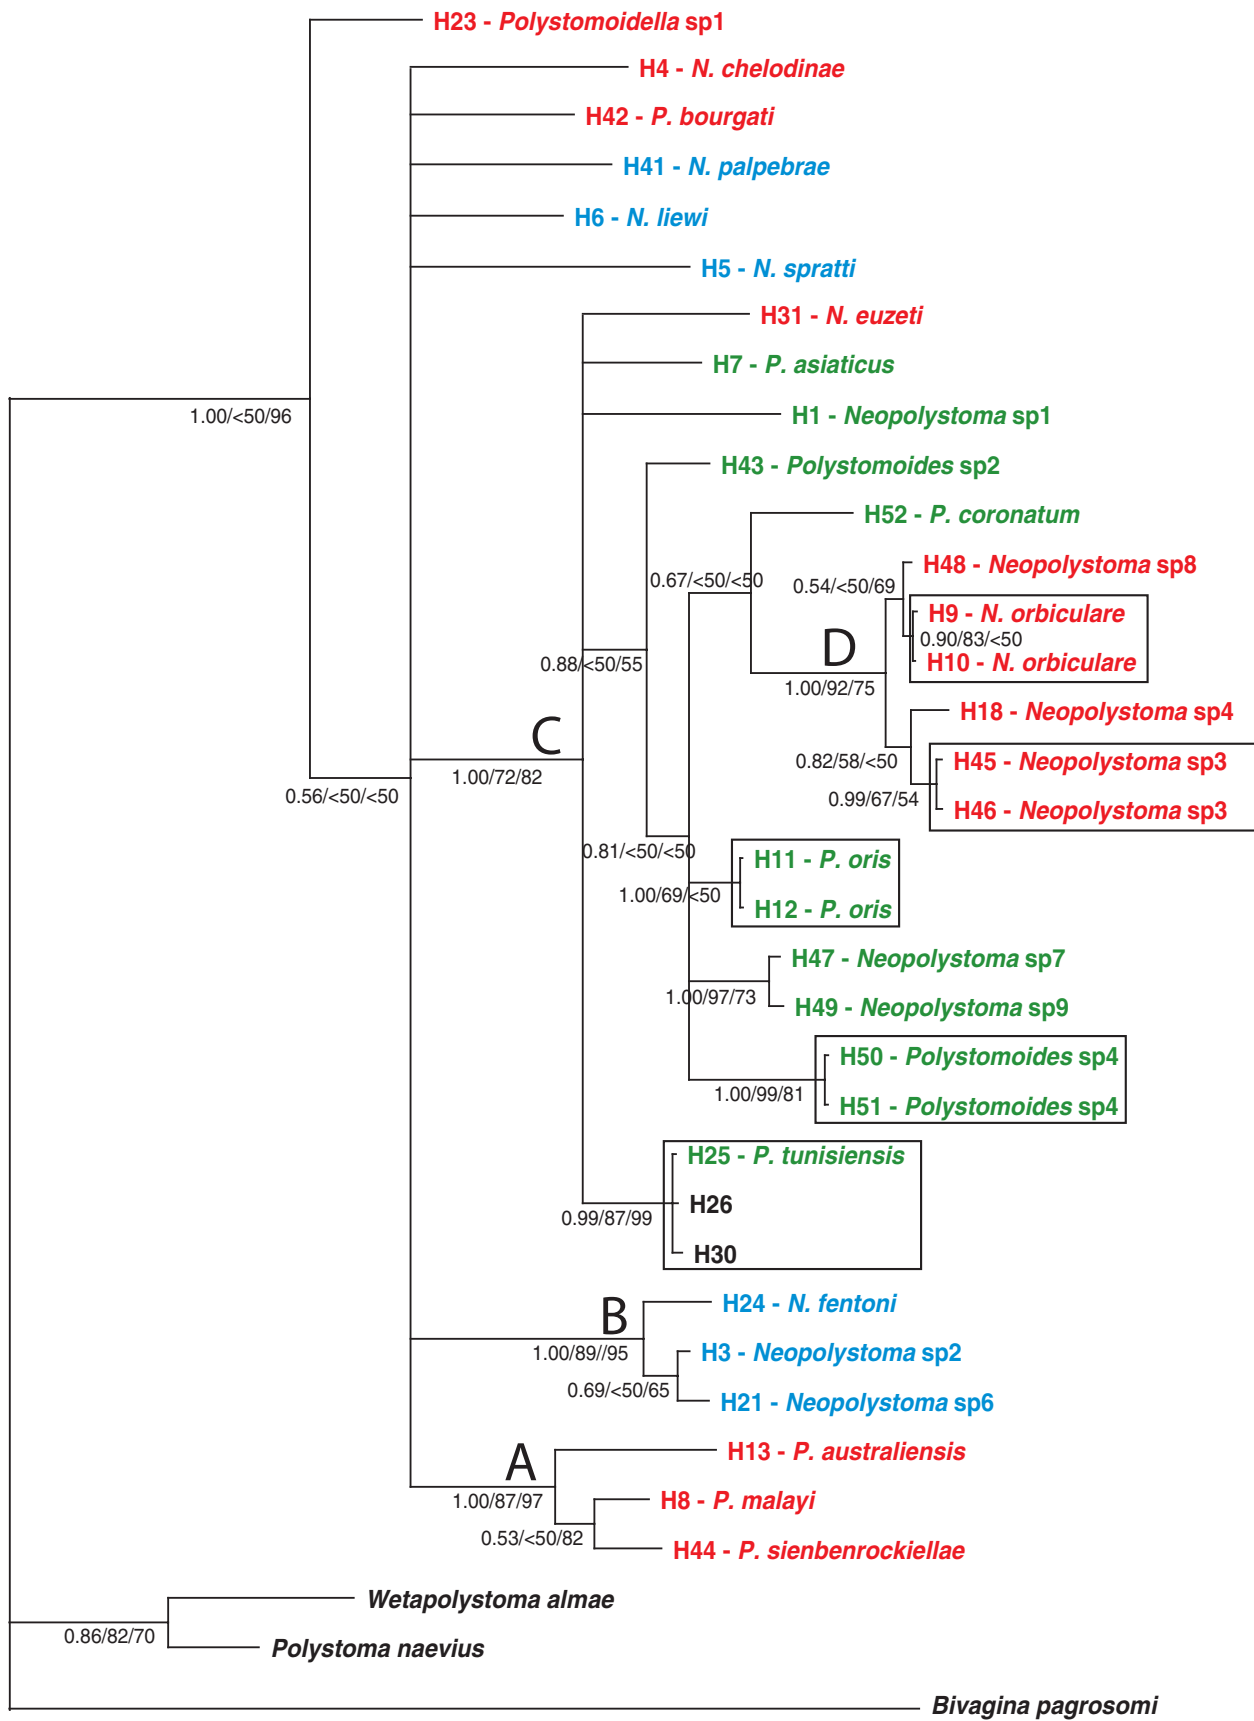 H23 - Polystomoidella sp1
H4 - N. chelodinae
H42 - P. bourgati
H41 - N. palpebrae
H6 - N. liewi
H5 - N. spratti
H31 - N. euzeti
H7 - P. asiaticus
1.00/<50/96
H1 - Neopolystoma sp1
H43 - Polystomoides sp2
H52 - P. coronatum
H48 - Neopolystoma sp8
0.67/<50/<50
0.54/<50/69
H9 - N. orbiculare
0.90/83/<50
D
H10 - N. orbiculare
0.88/<50/55
1.00/92/75
H18 - Neopolystoma sp4
C
0.82/58/<50
H45 - Neopolystoma sp3
1.00/72/82
0.56/<50/<50
0.99/67/54
H46 - Neopolystoma sp3
0.81/<50/<50
H11 - P. oris
1.00/69/<50
H12 - P. oris
H47 - Neopolystoma sp7
1.00/97/73
H49 - Neopolystoma sp9
H50 - Polystomoides sp4
1.00/99/81
H51 - Polystomoides sp4
H25 - P. tunisiensis
H26
0.99/87/99
H30
H24 - N. fentoni
B
1.00/89//95
H3 - Neopolystoma sp2
0.69/<50/65
H21 - Neopolystoma sp6
H13 - P. australiensis
A
1.00/87/97
H8 - P. malayi
0.53/<50/82
H44 - P. sienbenrockiellae
Wetapolystoma almae
0.86/82/70
Polystoma naevius
Bivagina pagrosomi